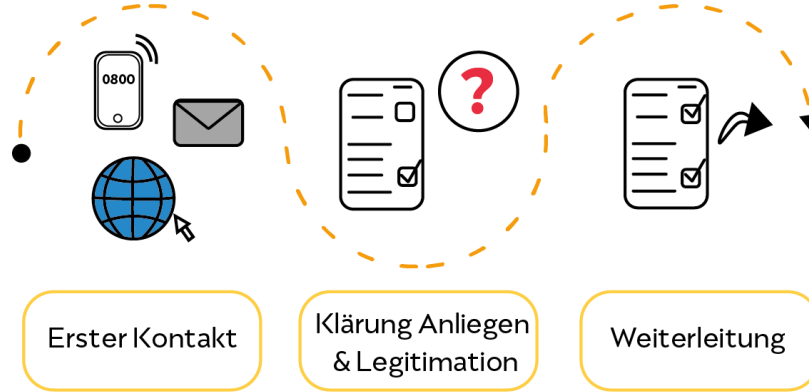 0800
?
Erster Kontakt
Klärung Anliegen
& Legitimation
Weiterleitung